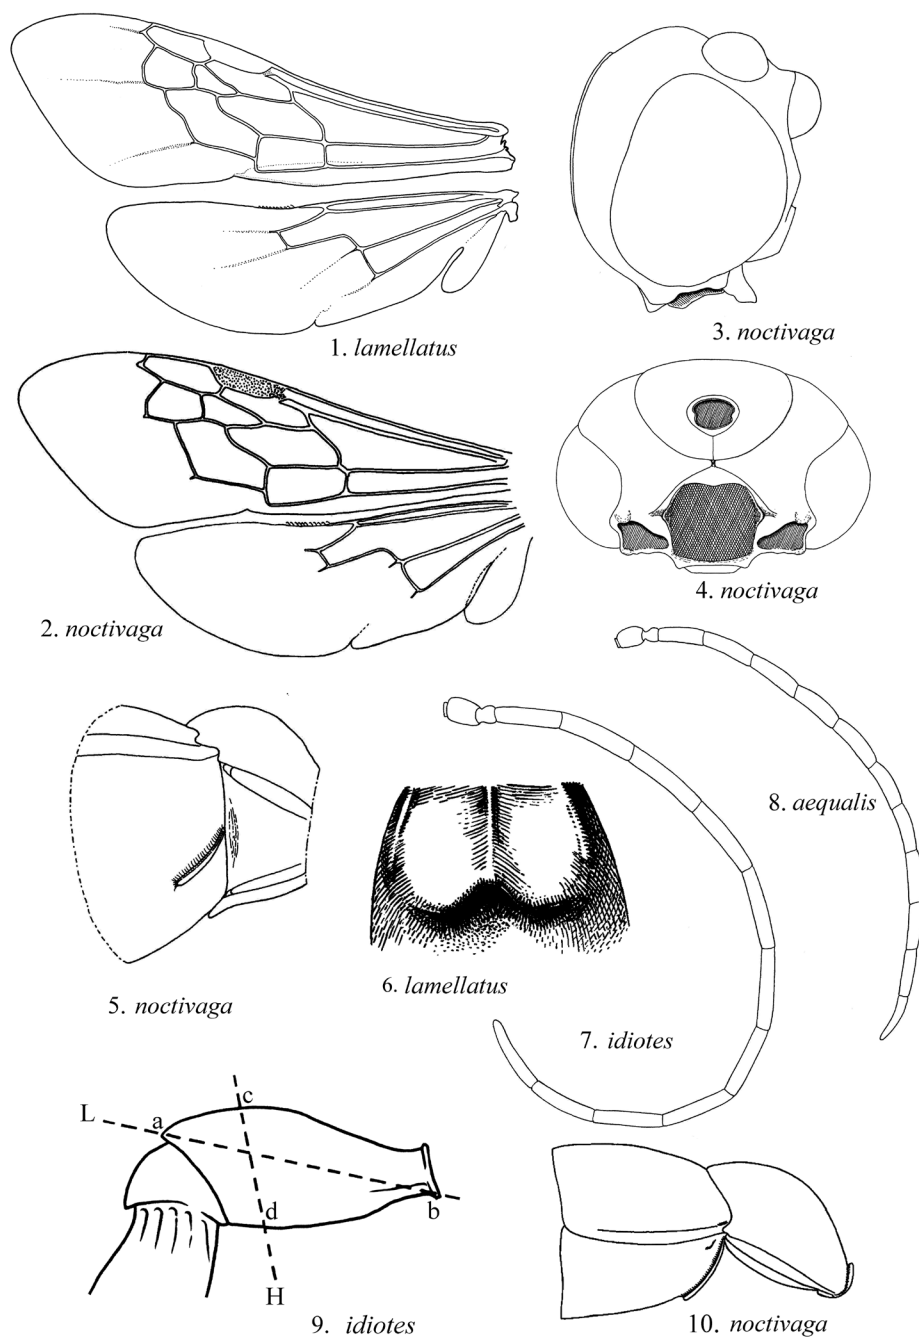 1. lamellatus
3. noctivaga
2. noctivaga
4. noctivaga
8. aequalis
5. noctivaga
6. lamellatus
7. idiotes
L
a
c
d
b
H
9. idiotes
10. noctivaga